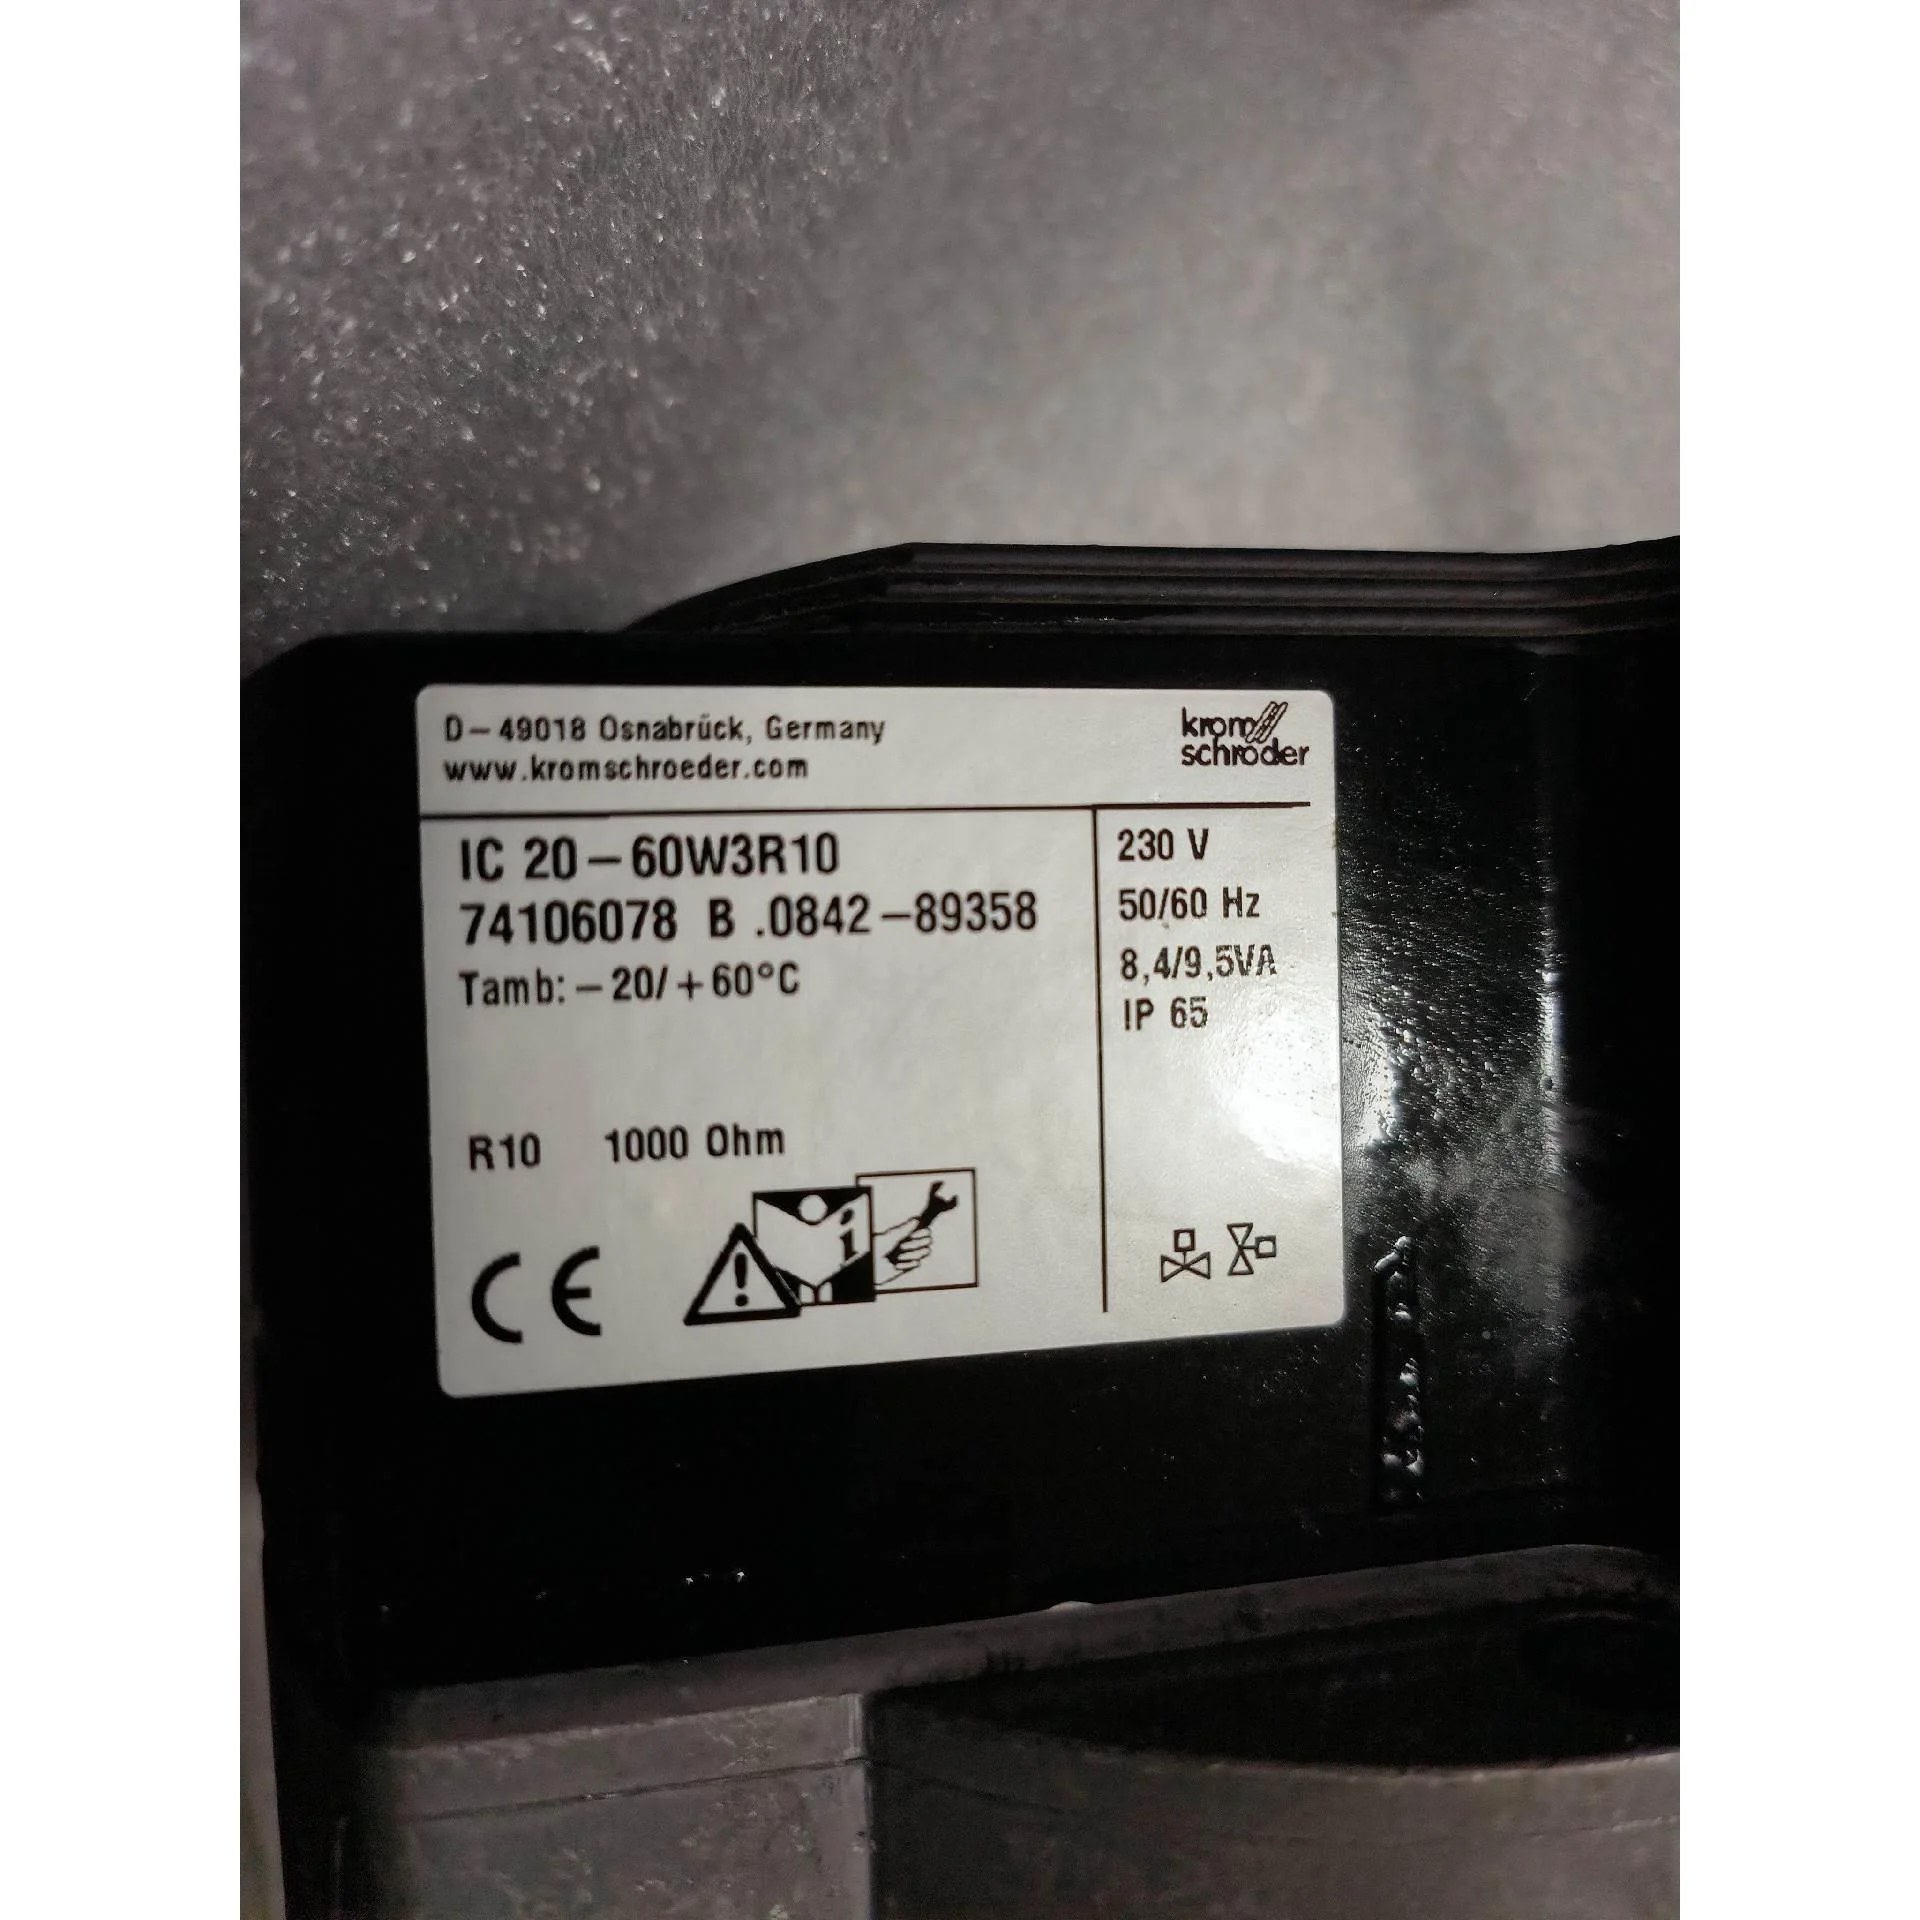 D-49018 Osnabrück, Germany
www.kromschroeder.com
krom
schröder
IC 20-60W3R10
74106078 B .0842-89358
Tamb: -20/+60°C
230 V
50/60 Hz
8,4/9,5VA
IP 65
R10 1000 Ohm
i
CE